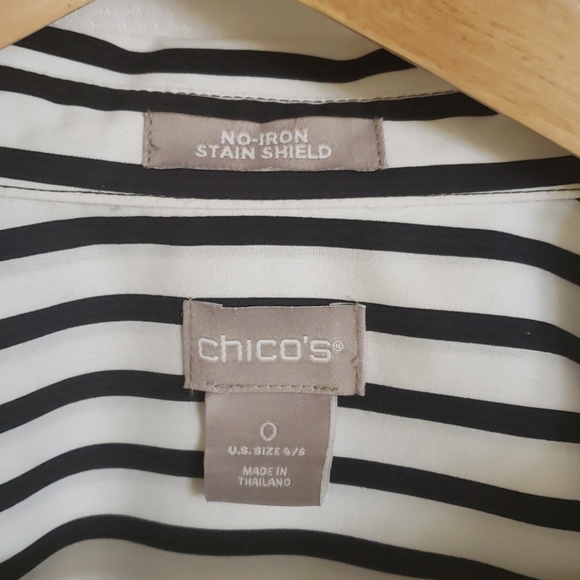 NO-IRON
STAIN SHIELD
chico's®
0
U.S. SIZE 4/6
MADE IN
THAILAND